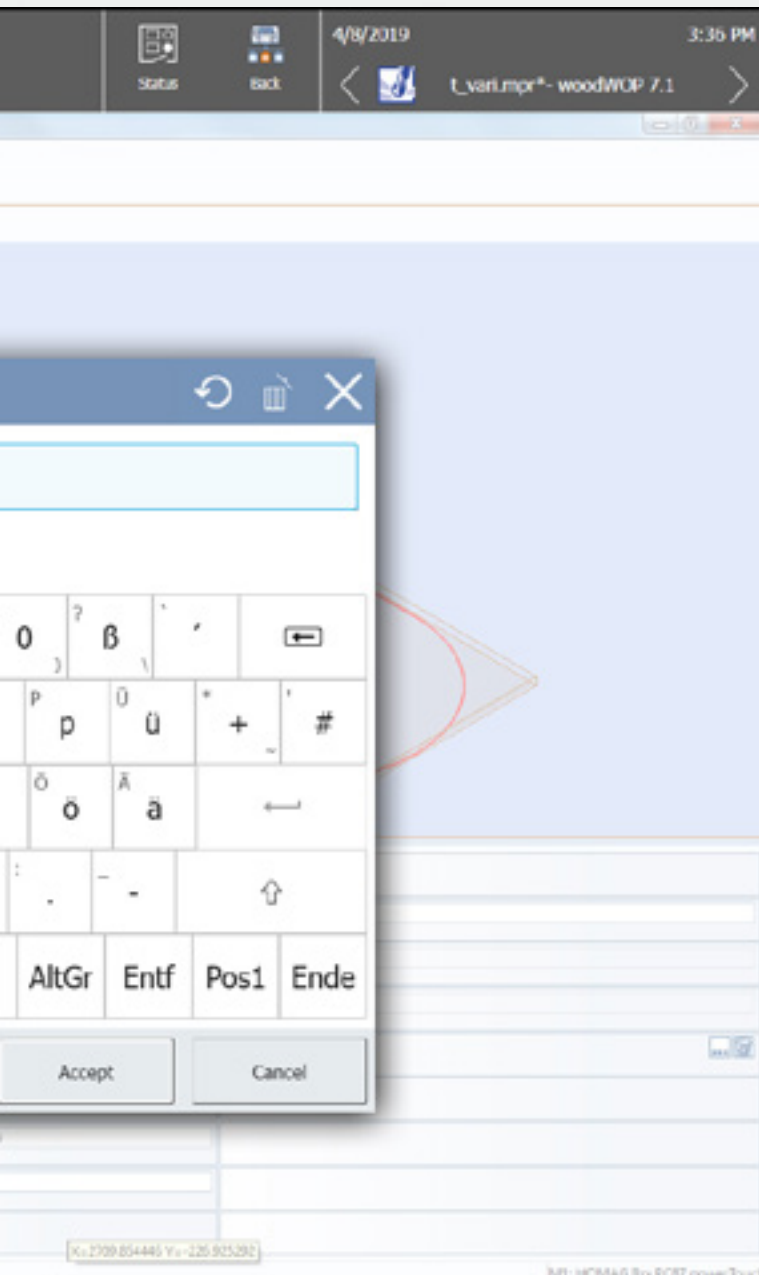 4/8/2019 3:36 PM
Status Back t_vari.mpr*- woodWOP 7.1
0 ) ? ß \ ` ´
P p Ü ü * + ~ ' #
Ö ö Ä ä
: . _ -
AltGr Entf Pos1 Ende
Accept Cancel